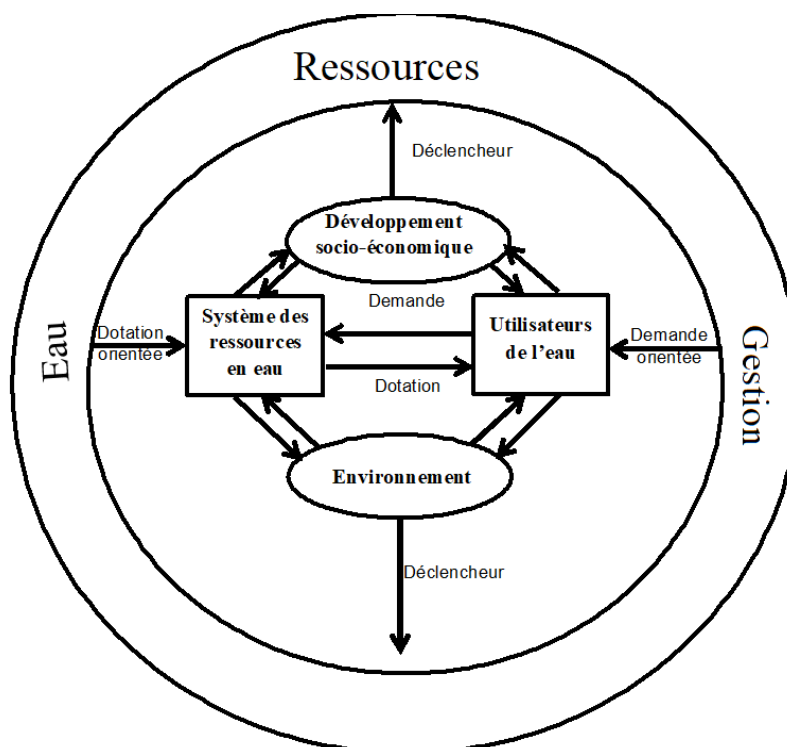 Ressources
Déclencheur
Développement
socio-économique
Demande
Système des
ressources
en eau
Utilisateurs
de l'eau
Dotation
orientée
Demande
orientée
Eau
Gestion
Dotation
Environnement
Déclencheur